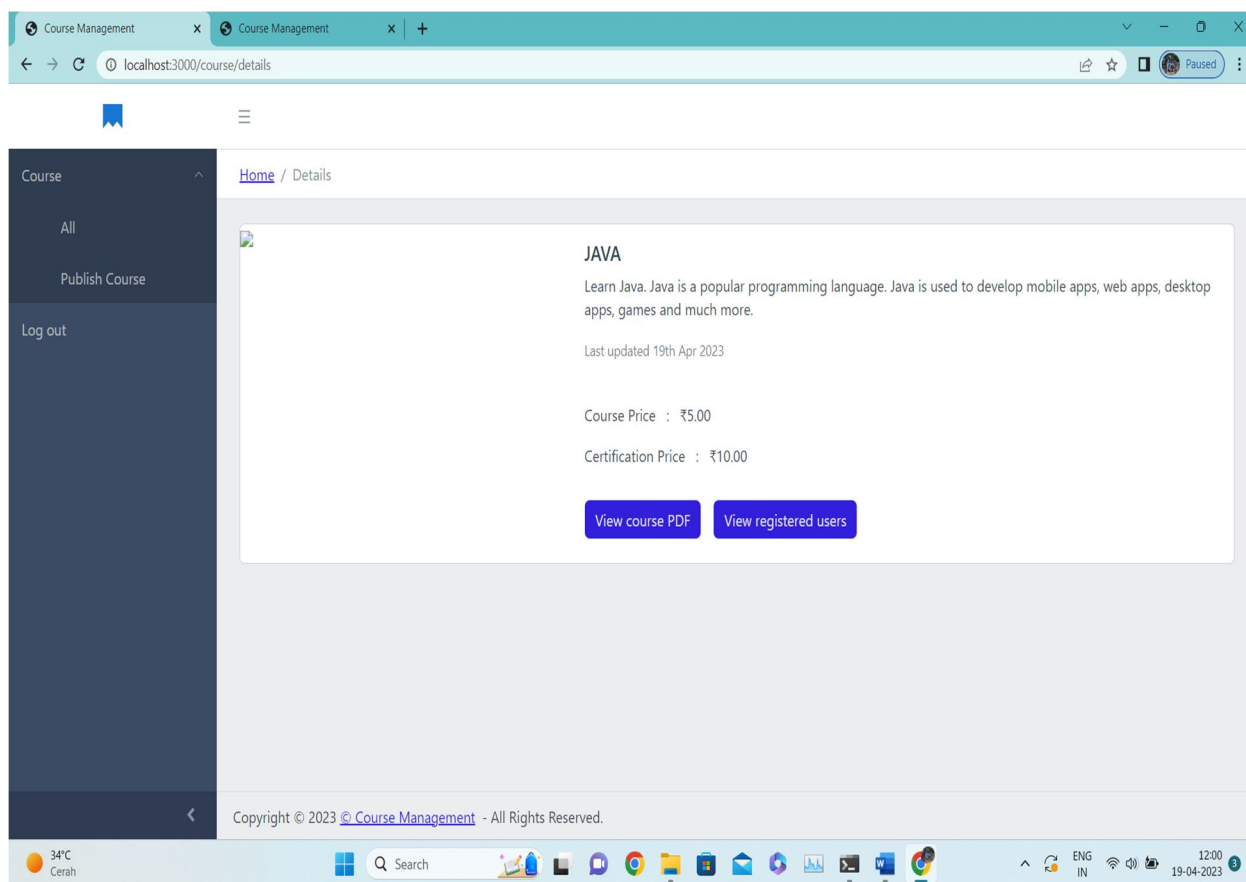 Course Management
Course Management
localhost:3000/course/details
Paused
Course
Home / Details
All
Publish Course
Log out
JAVA
Learn Java. Java is a popular programming language. Java is used to develop mobile apps, web apps, desktop
apps, games and much more.
Last updated 19th Apr 2023
Course Price : ₹5.00
Certification Price : ₹10.00
View course PDF View registered users
Copyright © 2023 © Course Management - All Rights Reserved.
34°C
Cerah
Search
ENG
IN
12:00
19-04-2023
3